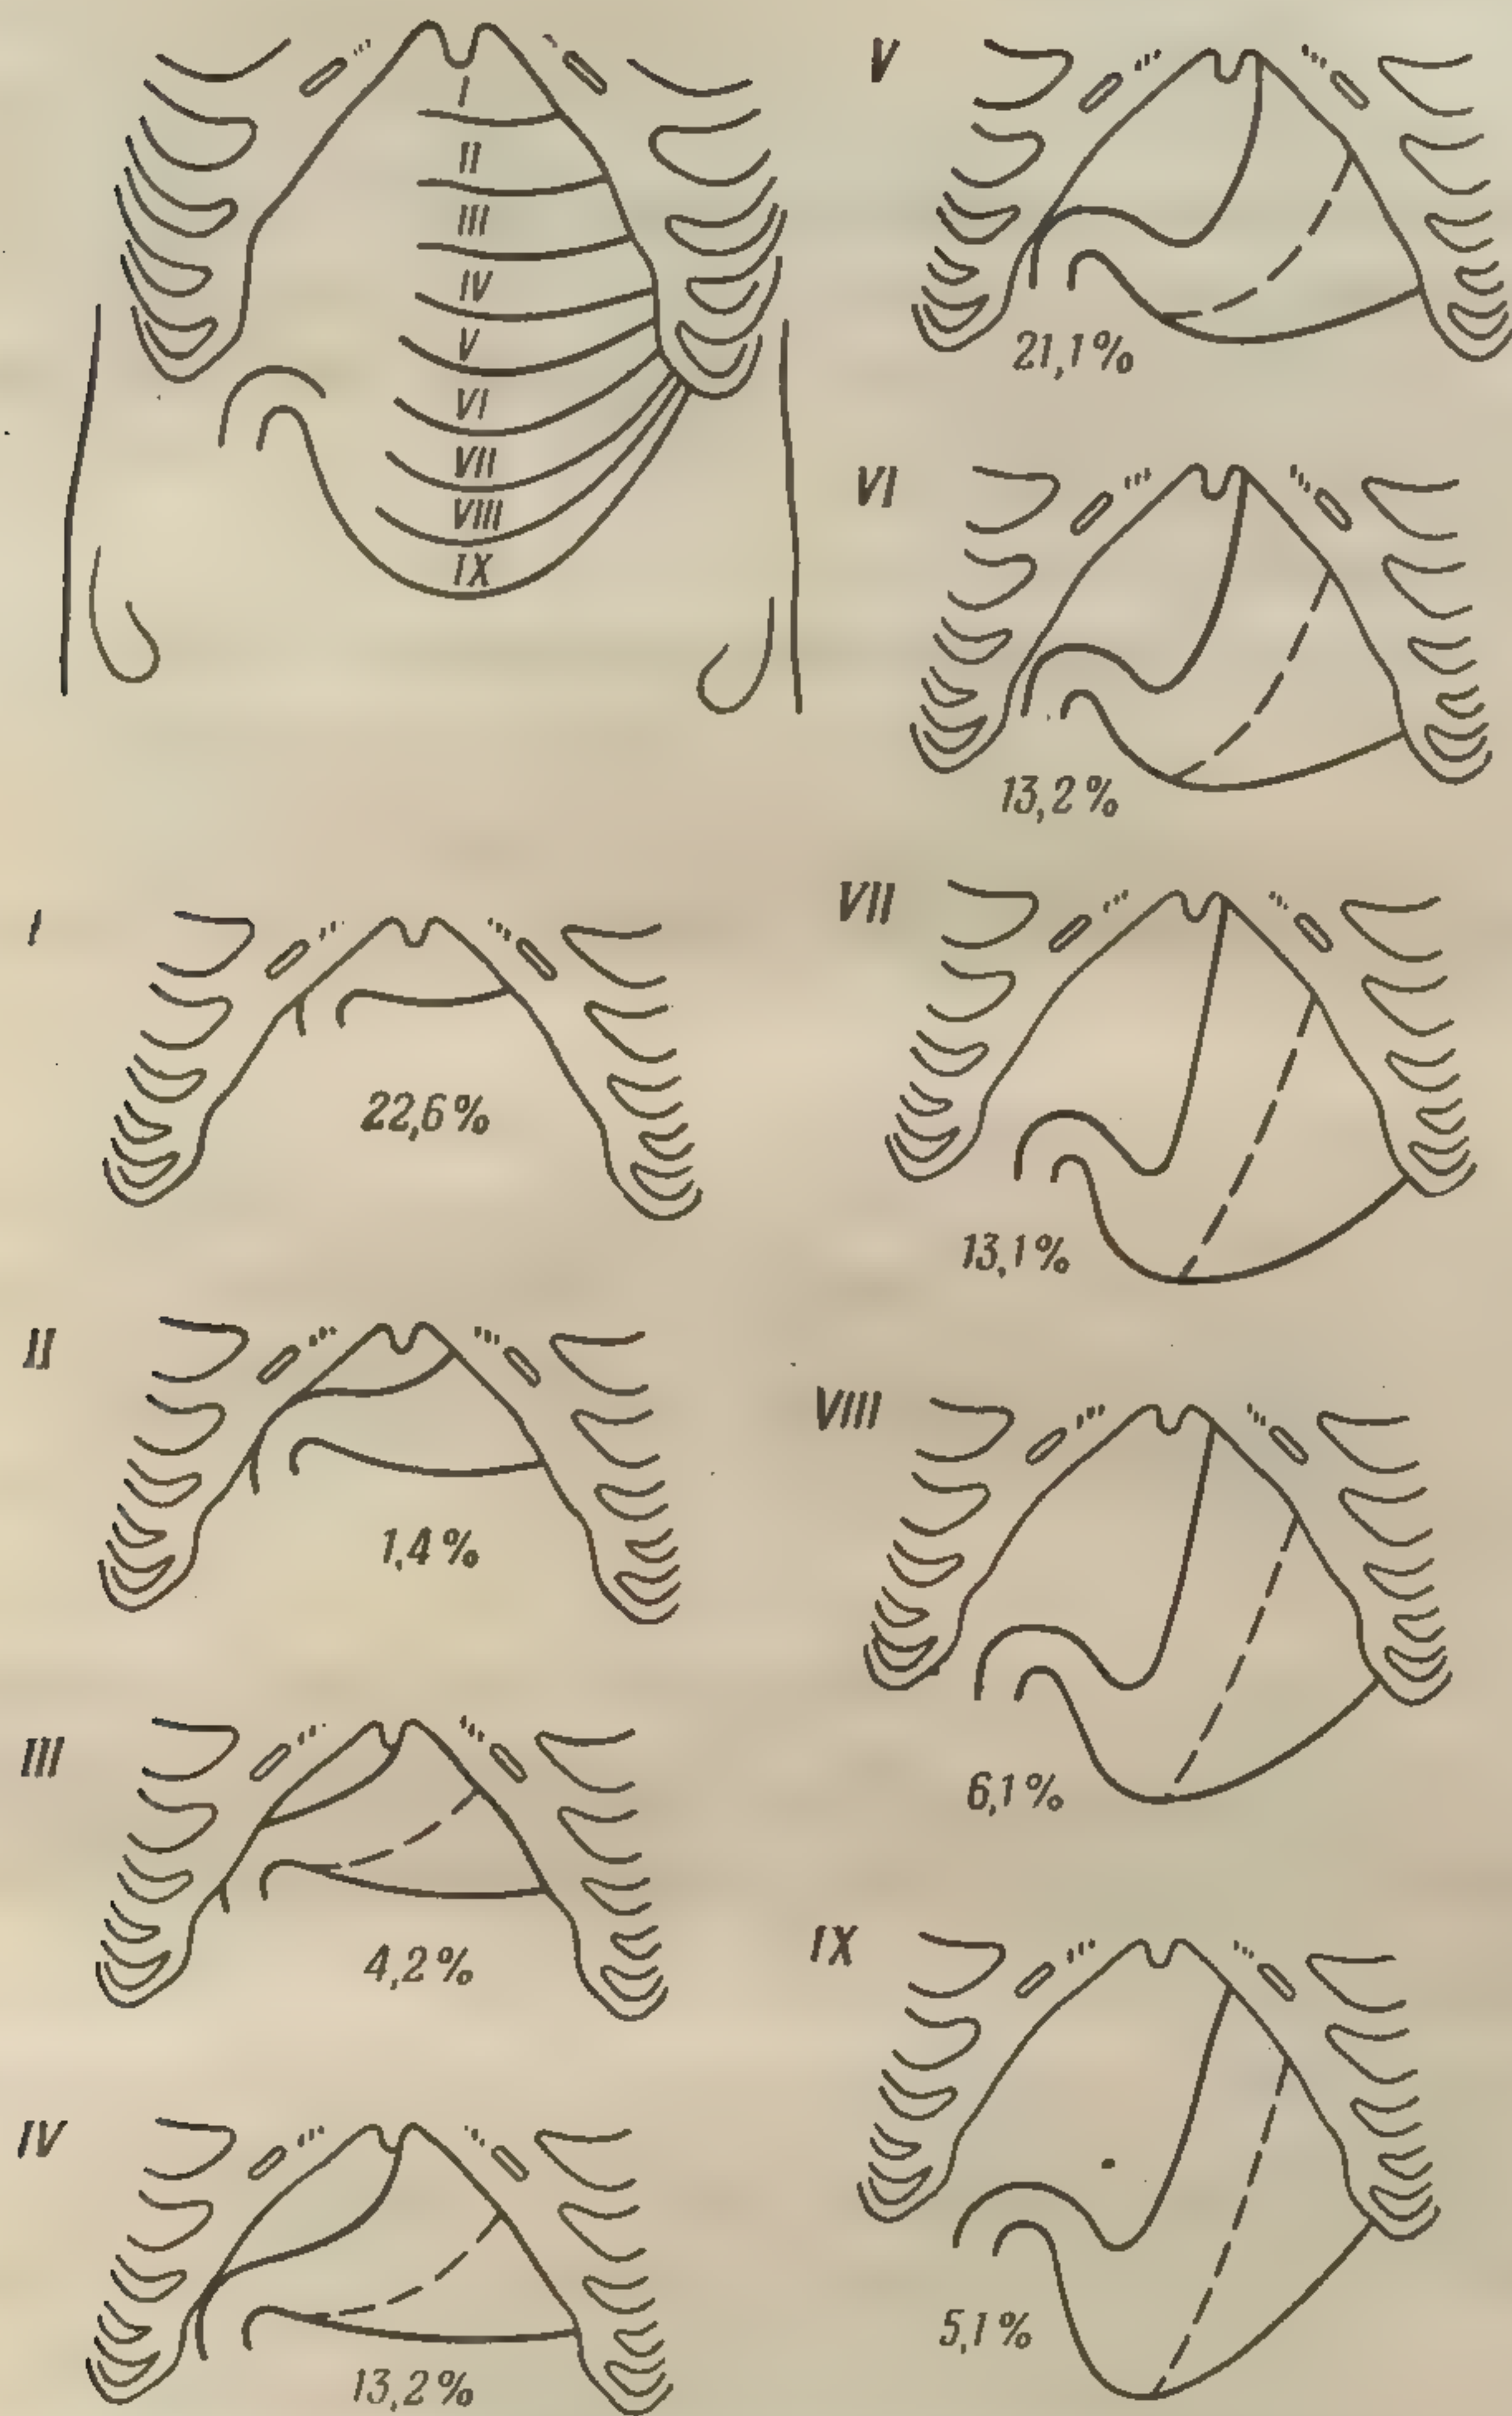 I
II
III
IV
V
VI
VII
VIII
IX
I
22,6%
II
1,4%
III
4,2%
IV
13,2%
V
21,1%
VI
13,2%
VII
13,1%
VIII
6,1%
IX
5,1%